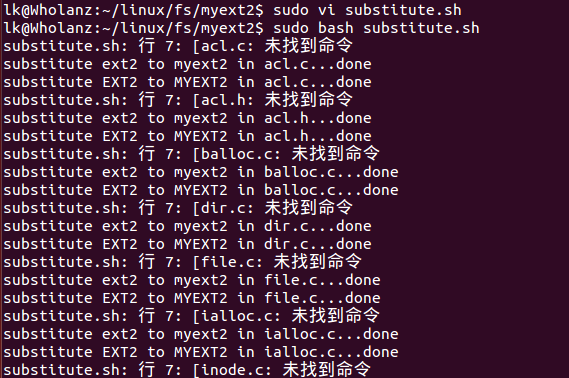 lk@Wholanz:~/linux/fs/myext2$ sudo vi substitute.sh
lk@Wholanz:~/linux/fs/myext2$ sudo bash substitute.sh
substitute.sh: 行 7: [acl.c: 未找到命令
substitute ext2 to myext2 in acl.c...done
substitute EXT2 to MYEXT2 in acl.c...done
substitute.sh: 行 7: [acl.h: 未找到命令
substitute ext2 to myext2 in acl.h...done
substitute EXT2 to MYEXT2 in acl.h...done
substitute.sh: 行 7: [balloc.c: 未找到命令
substitute ext2 to myext2 in balloc.c...done
substitute EXT2 to MYEXT2 in balloc.c...done
substitute.sh: 行 7: [dir.c: 未找到命令
substitute ext2 to myext2 in dir.c...done
substitute EXT2 to MYEXT2 in dir.c...done
substitute.sh: 行 7: [file.c: 未找到命令
substitute ext2 to myext2 in file.c...done
substitute EXT2 to MYEXT2 in file.c...done
substitute.sh: 行 7: [ialloc.c: 未找到命令
substitute ext2 to myext2 in ialloc.c...done
substitute EXT2 to MYEXT2 in ialloc.c...done
substitute.sh: 行 7: [inode.c: 未找到命令